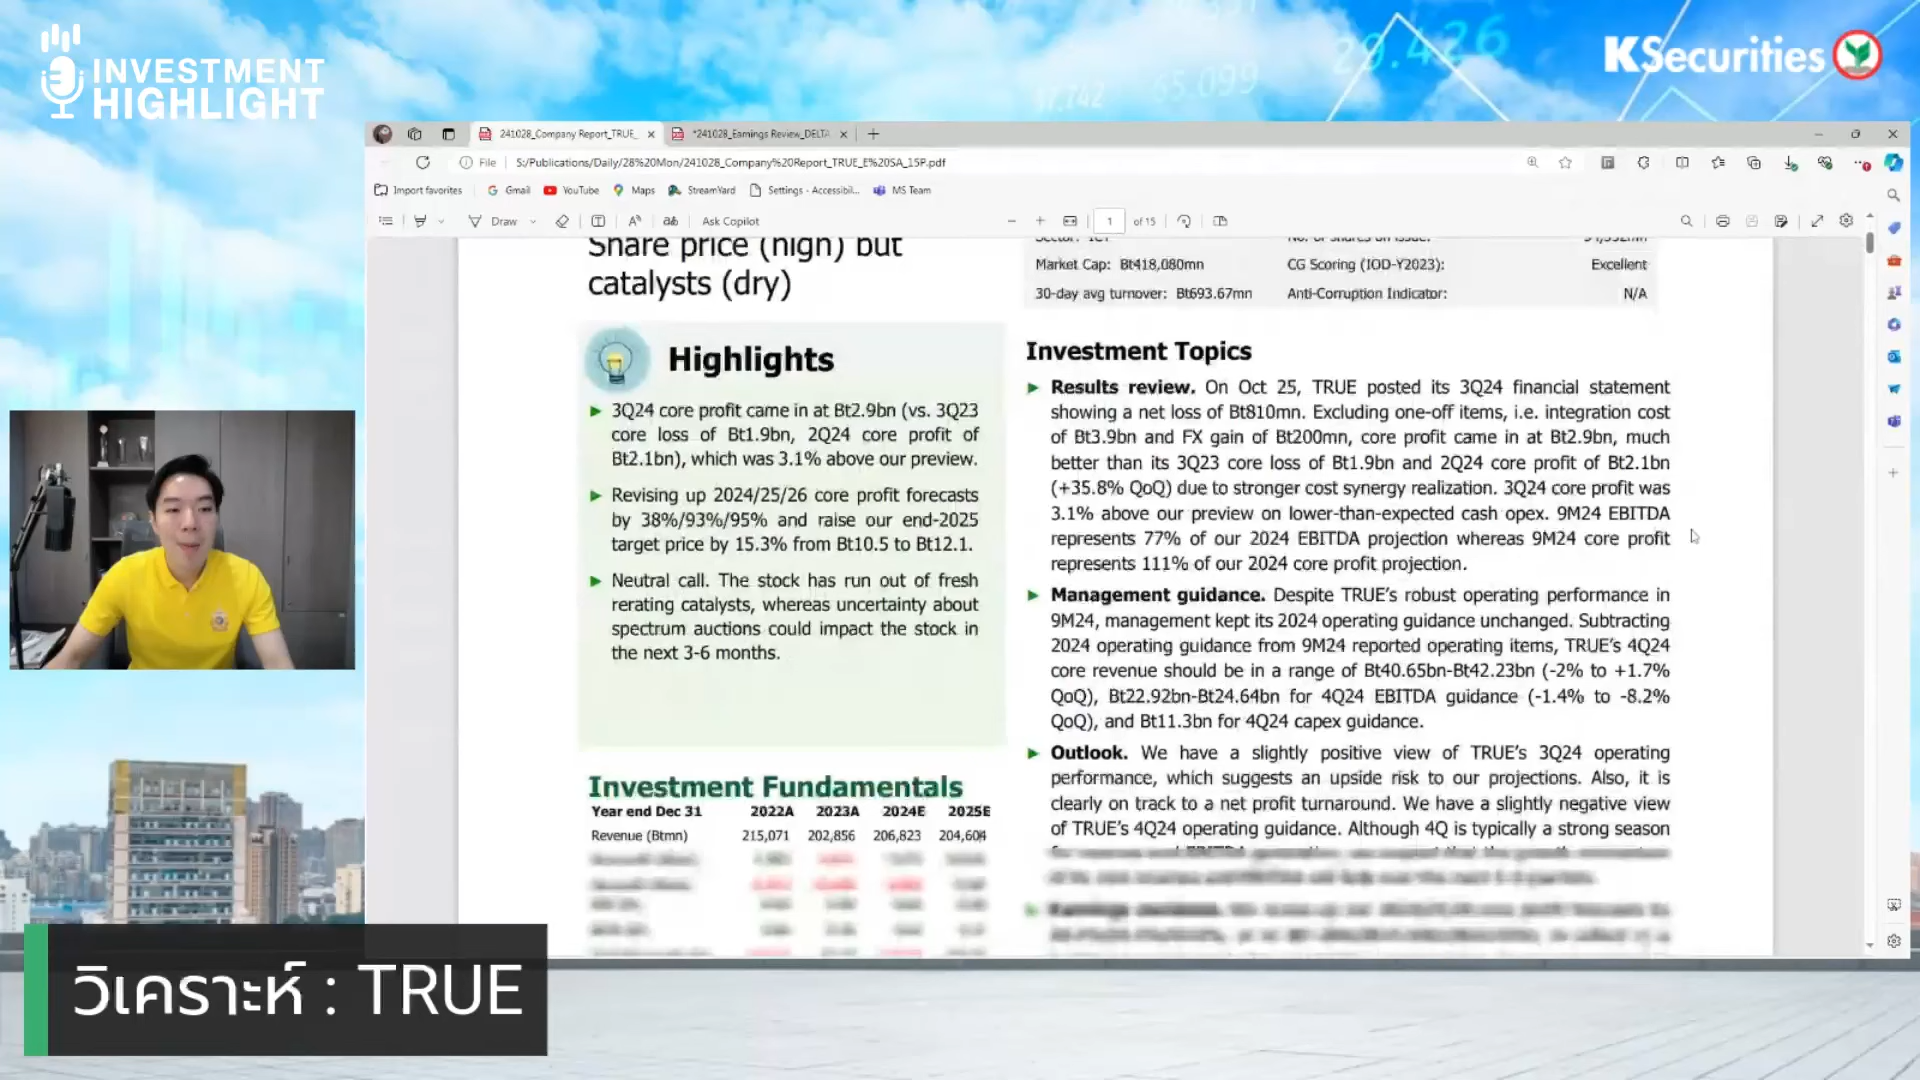 INVESTMENT
HIGHLIGHT
29.426
65.099
17.742
KSecurities
241028_Company Report_TRUE_
*241028_Earnings Review_DELTA
File
S:/Publications/Daily/28%20Mon/241028_Company%20Report_TRUE_E%20SA_15P.pdf
Import favorites
Gmail
YouTube
Maps
StreamYard
Settings - Accessibil...
MS Team
Draw
Ask Copilot
1 of 15
Share price (high) but
catalysts (dry)
Market Cap: Bt418,080mn
CG Scoring (IOD-Y2023): Excellent
30-day avg turnover: Bt693.67mn
Anti-Corruption Indicator: N/A
Highlights
3Q24 core profit came in at Bt2.9bn (vs. 3Q23
core loss of Bt1.9bn, 2Q24 core profit of
Bt2.1bn), which was 3.1% above our preview.
Revising up 2024/25/26 core profit forecasts
by 38%/93%/95% and raise our end-2025
target price by 15.3% from Bt10.5 to Bt12.1.
Neutral call. The stock has run out of fresh
rerating catalysts, whereas uncertainty about
spectrum auctions could impact the stock in
the next 3-6 months.
Investment Fundamentals
Year end Dec 31 2022A 2023A 2024E 2025E
Revenue (Btmn) 215,071 202,856 206,823 204,604
Investment Topics
Results review. On Oct 25, TRUE posted its 3Q24 financial statement
showing a net loss of Bt810mn. Excluding one-off items, i.e. integration cost
of Bt3.9bn and FX gain of Bt200mn, core profit came in at Bt2.9bn, much
better than its 3Q23 core loss of Bt1.9bn and 2Q24 core profit of Bt2.1bn
(+35.8% QoQ) due to stronger cost synergy realization. 3Q24 core profit was
3.1% above our preview on lower-than-expected cash opex. 9M24 EBITDA
represents 77% of our 2024 EBITDA projection whereas 9M24 core profit
represents 111% of our 2024 core profit projection.
Management guidance. Despite TRUE's robust operating performance in
9M24, management kept its 2024 operating guidance unchanged. Subtracting
2024 operating guidance from 9M24 reported operating items, TRUE's 4Q24
core revenue should be in a range of Bt40.65bn-Bt42.23bn (-2% to +1.7%
QoQ), Bt22.92bn-Bt24.64bn for 4Q24 EBITDA guidance (-1.4% to -8.2%
QoQ), and Bt11.3bn for 4Q24 capex guidance.
Outlook. We have a slightly positive view of TRUE's 3Q24 operating
performance, which suggests an upside risk to our projections. Also, it is
clearly on track to a net profit turnaround. We have a slightly negative view
of TRUE's 4Q24 operating guidance. Although 4Q is typically a strong season
วิเคราะห์ : TRUE